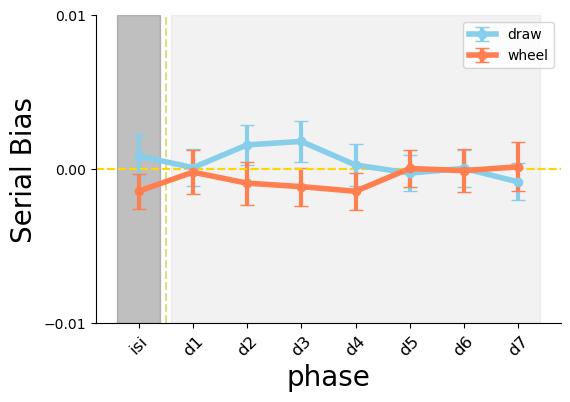 0.01
draw
wheel
Serial Bias
0.00
−0.01
isi d1 d2 d3 d4 d5 d6 d7
phase